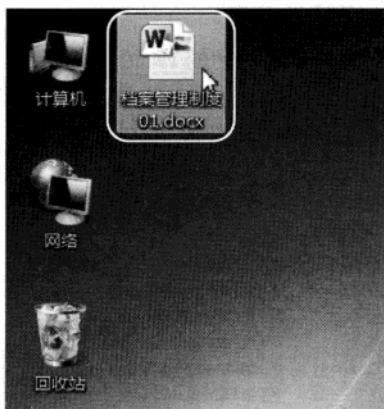 计算机
档案管理制度
01.docx
网络
回收站